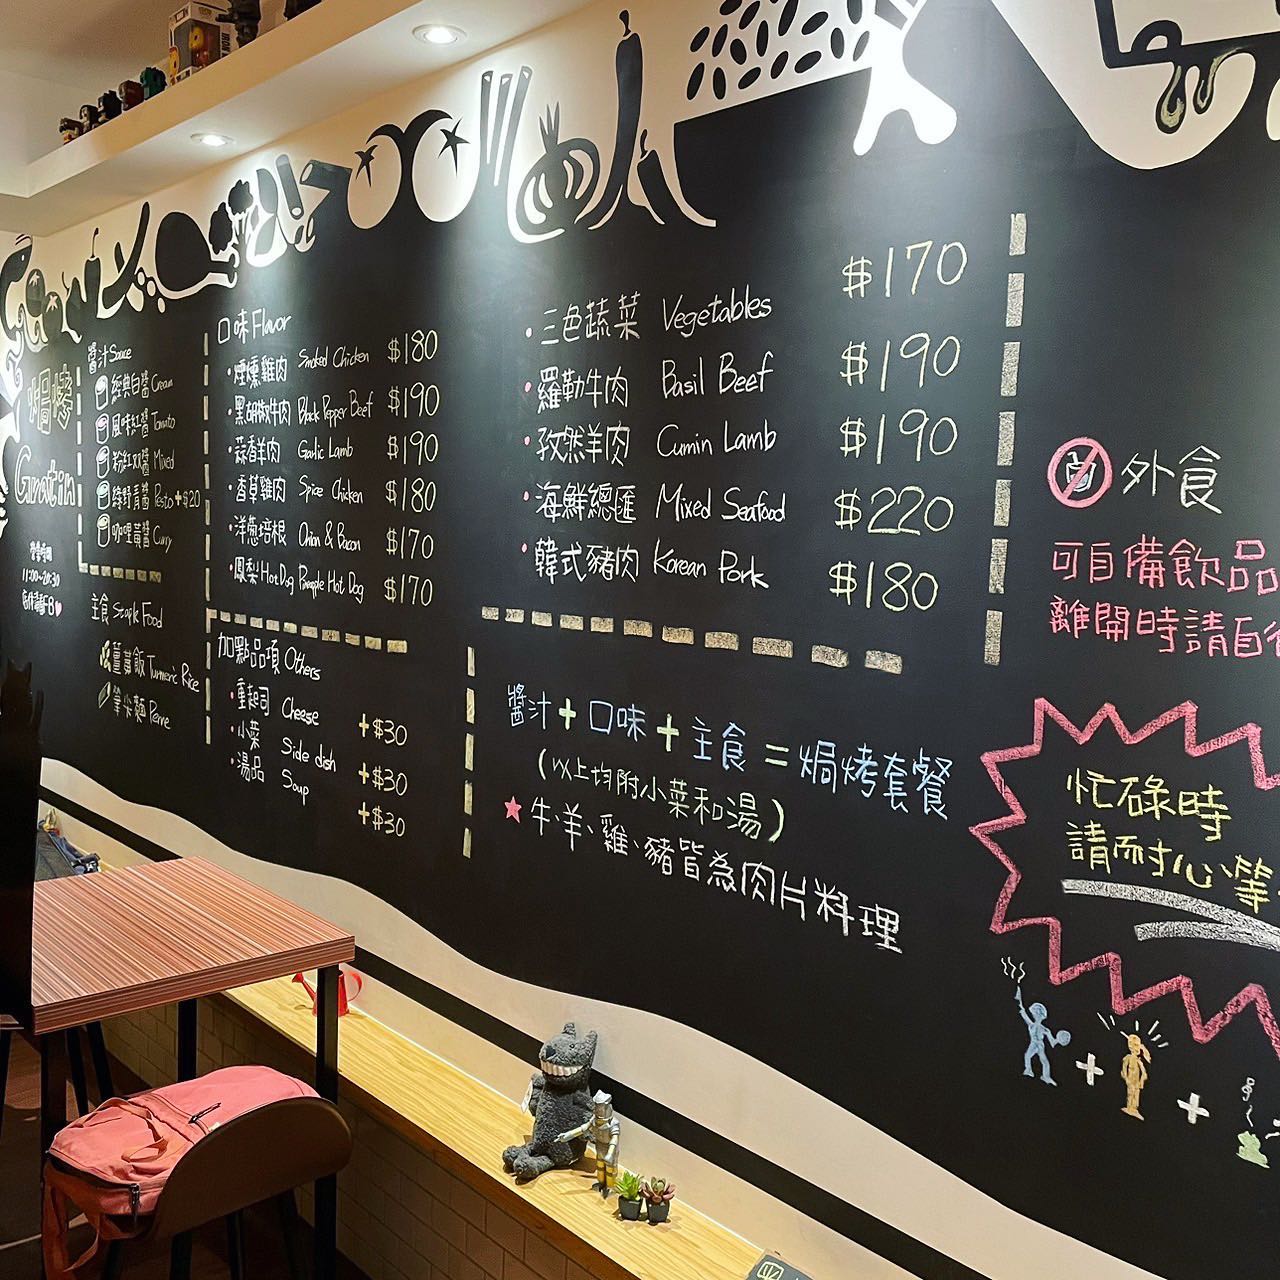 焗烤
Gratin
營業時間
11:00~20:30
醬汁 Sauce
經典白醬 Cream
風味紅醬 Tomato
粉紅双醬 Mixed
綠野青醬 Pesto +$20
咖哩黃醬 Curry
主食 Staple Food
薑黃飯 Turmeric Rice
筆尖麵 Penne
口味 Flavor
·煙燻雞肉 Smoked Chicken $180
·黑胡椒牛肉 Black Pepper Beef $190
·蒜香羊肉 Garlic Lamb $190
·香草雞肉 Spice Chicken $180
·洋蔥培根 Onion & Bacon $170
·鳳梨 Hot Dog Pineapple Hot Dog $170
加點品項 Others
·重起司 Cheese +$30
·小菜 Side dish +$30
·湯品 Soup +$30
·三色蔬菜 Vegetables $170
·羅勒牛肉 Basil Beef $190
·孜然羊肉 Cumin Lamb $190
·海鮮總匯 Mixed Seafood $220
·韓式豬肉 Korean Pork $180
醬汁+口味+主食=焗烤套餐
(以上均附小菜和湯)
★牛、羊、雞、豬皆為肉片料理
外食
可自備飲品
離開時請自
忙碌時
請耐心等
+ +